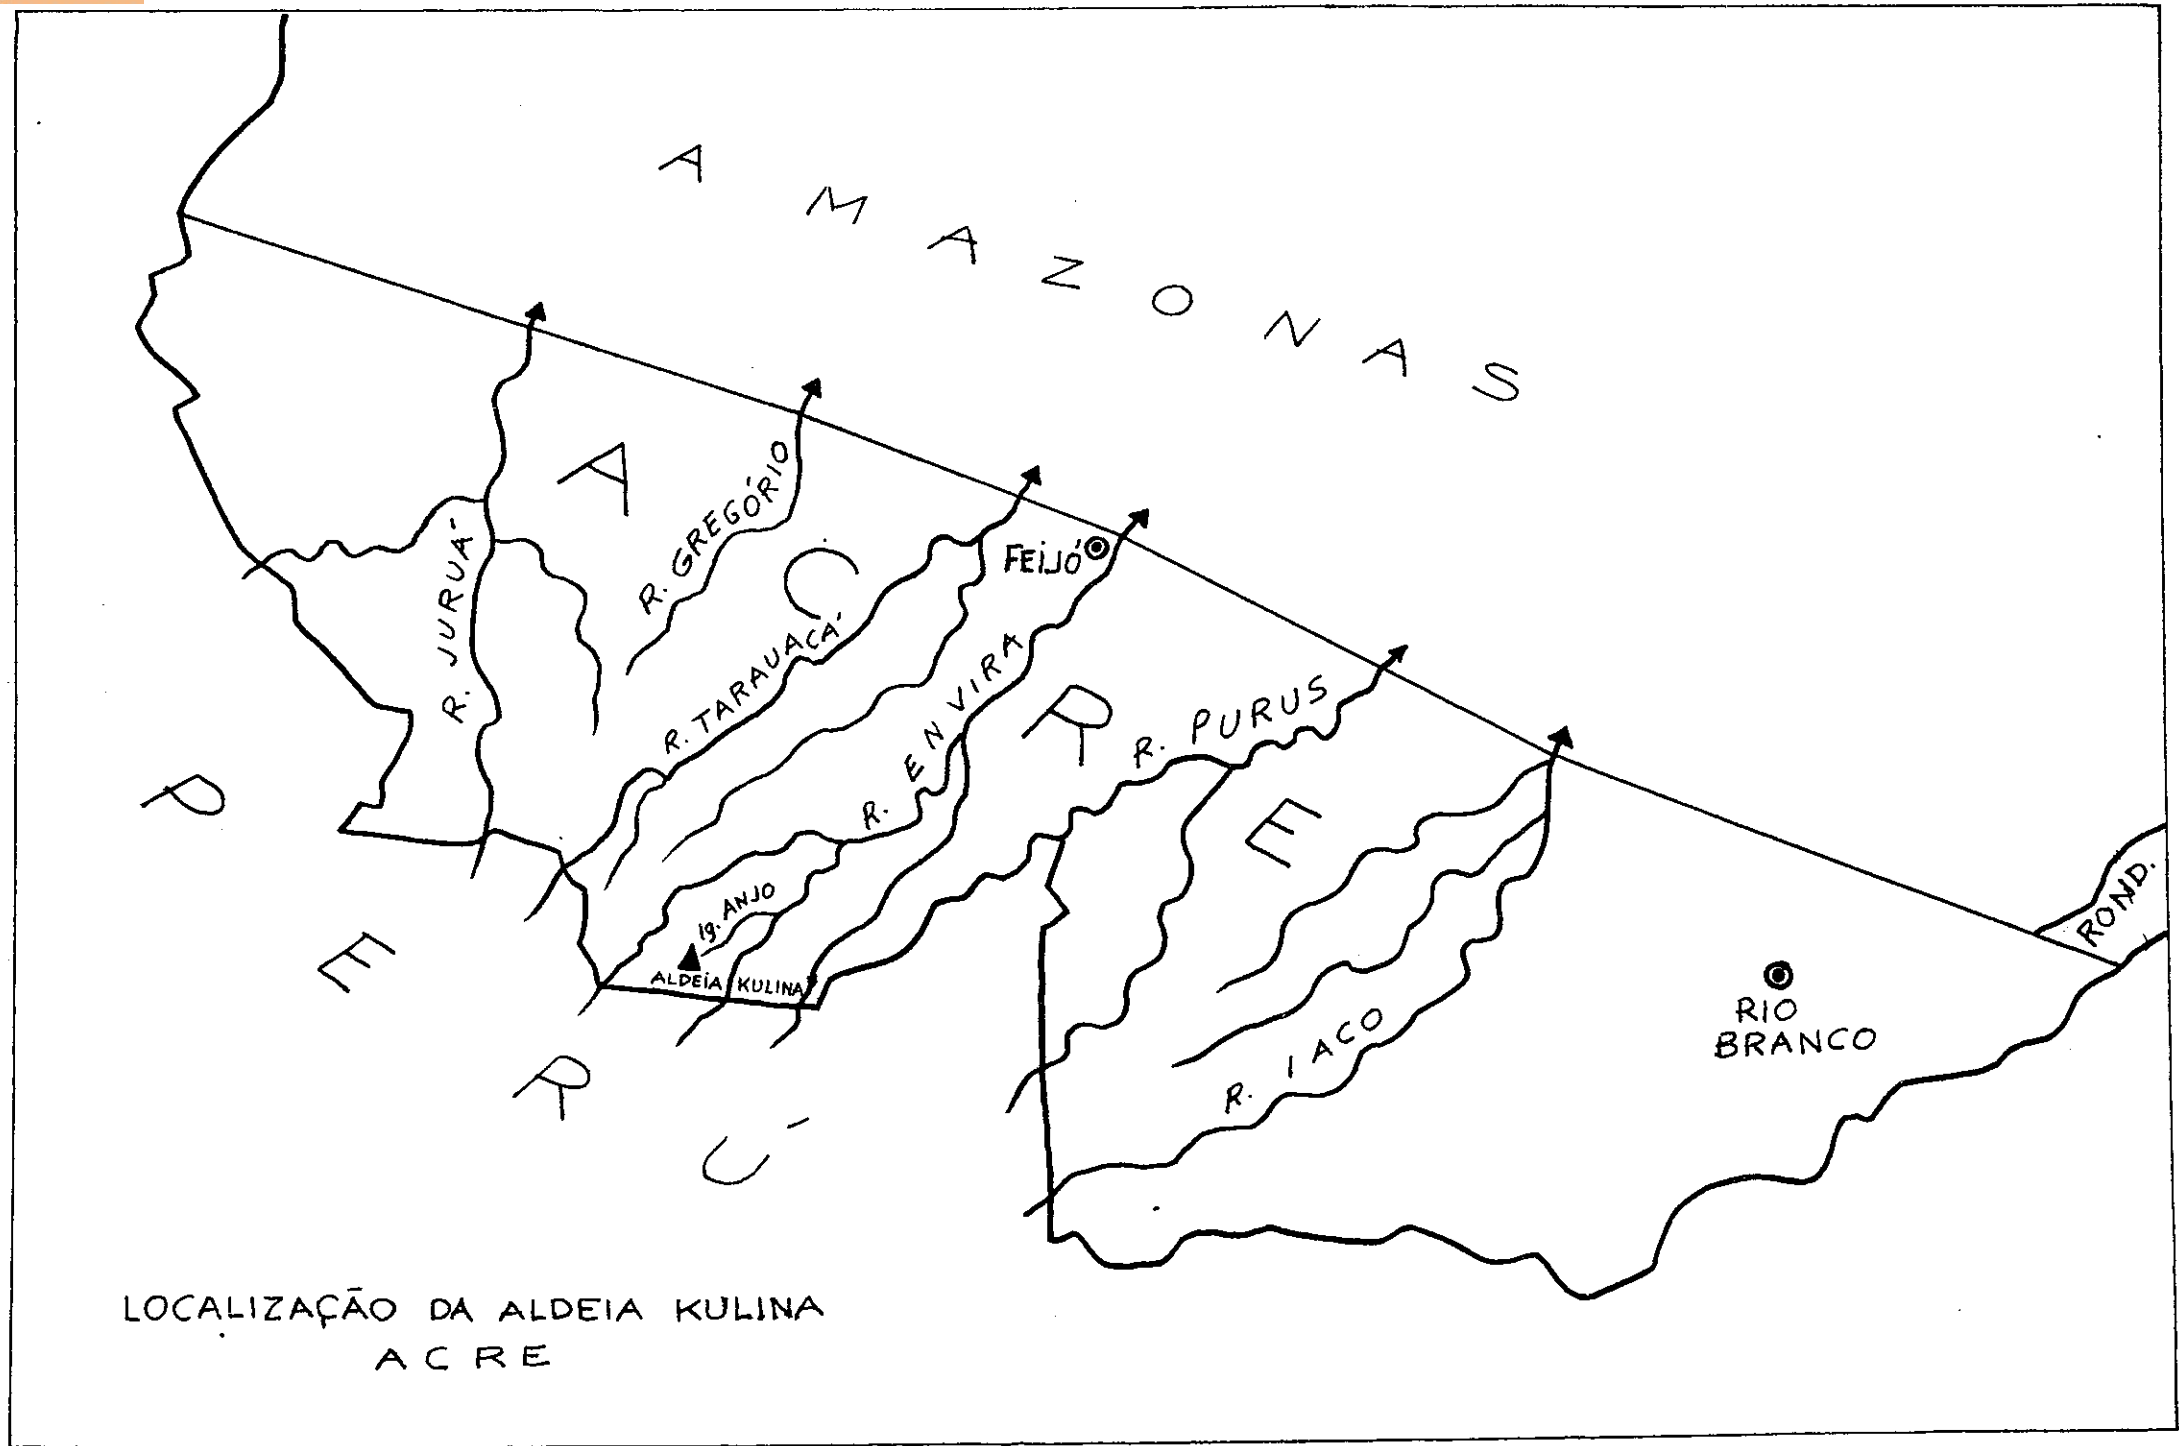 AMAZONAS
ACRE
R. JURUÁ
R. GREGÓRIO
R. TARAUACÁ
FEIJÓ
R. ENVIRA
R. PURUS
Ig. ANJO
ALDEIA KULINA
R. IACO
ROND.
RIO
BRANCO
PERÚ
LOCALIZAÇÃO DA ALDEIA KULINA
ACRE